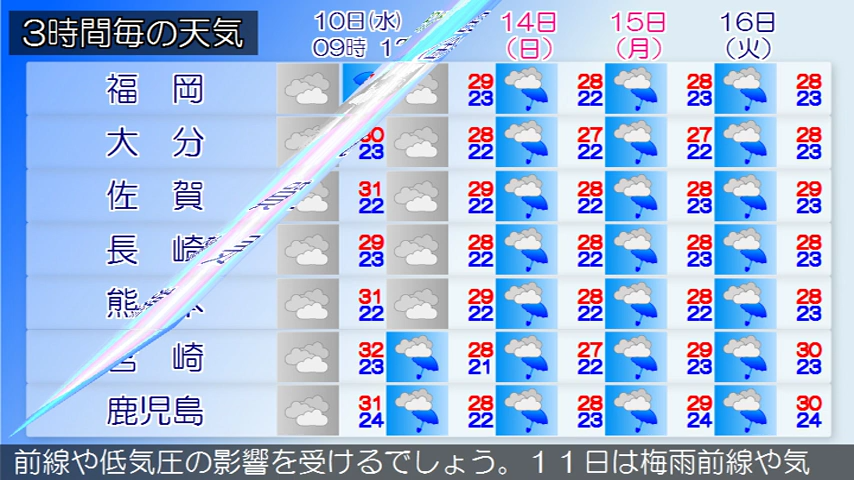 3時間毎の天気
10日(水) 14日 15日 16日
09時 (日) (月) (火)
福岡 29 28 28 28
23 22 23 23
大分 30 28 27 27 28
23 22 22 22 23
佐賀 31 29 28 28 29
22 22 22 23 23
長崎 29 28 28 28 28
23 22 22 23 23
熊本 31 29 28 28 28
22 22 22 22 23
宮崎 32 28 27 29 30
23 21 22 23 23
鹿児島 31 28 28 29 30
24 22 23 24 24
前線や低気圧の影響を受けるでしょう。11日は梅雨前線や気